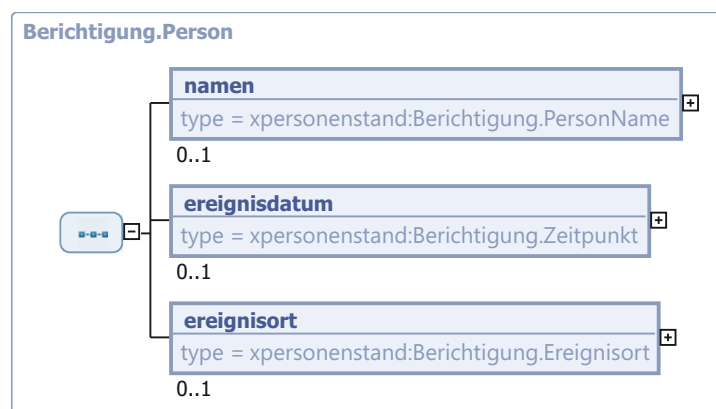 Berichtigung.Person
namen
type = xpersonenstand:Berichtigung.PersonName
0..1
ereignisdatum
type = xpersonenstand:Berichtigung.Zeitpunkt
0..1
ereignisort
type = xpersonenstand:Berichtigung.Ereignisort
0..1